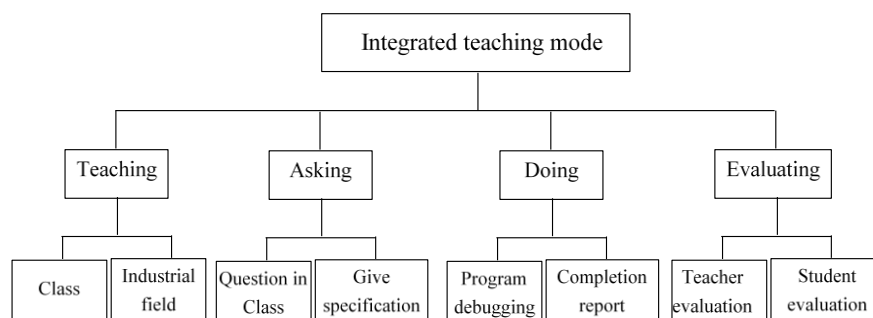 Integrated teaching mode
Teaching
Asking
Doing
Evaluating
Class
Industrial
field
Question in
Class
Give
specification
Program
debugging
Completion
report
Teacher
evaluation
Student
evaluation